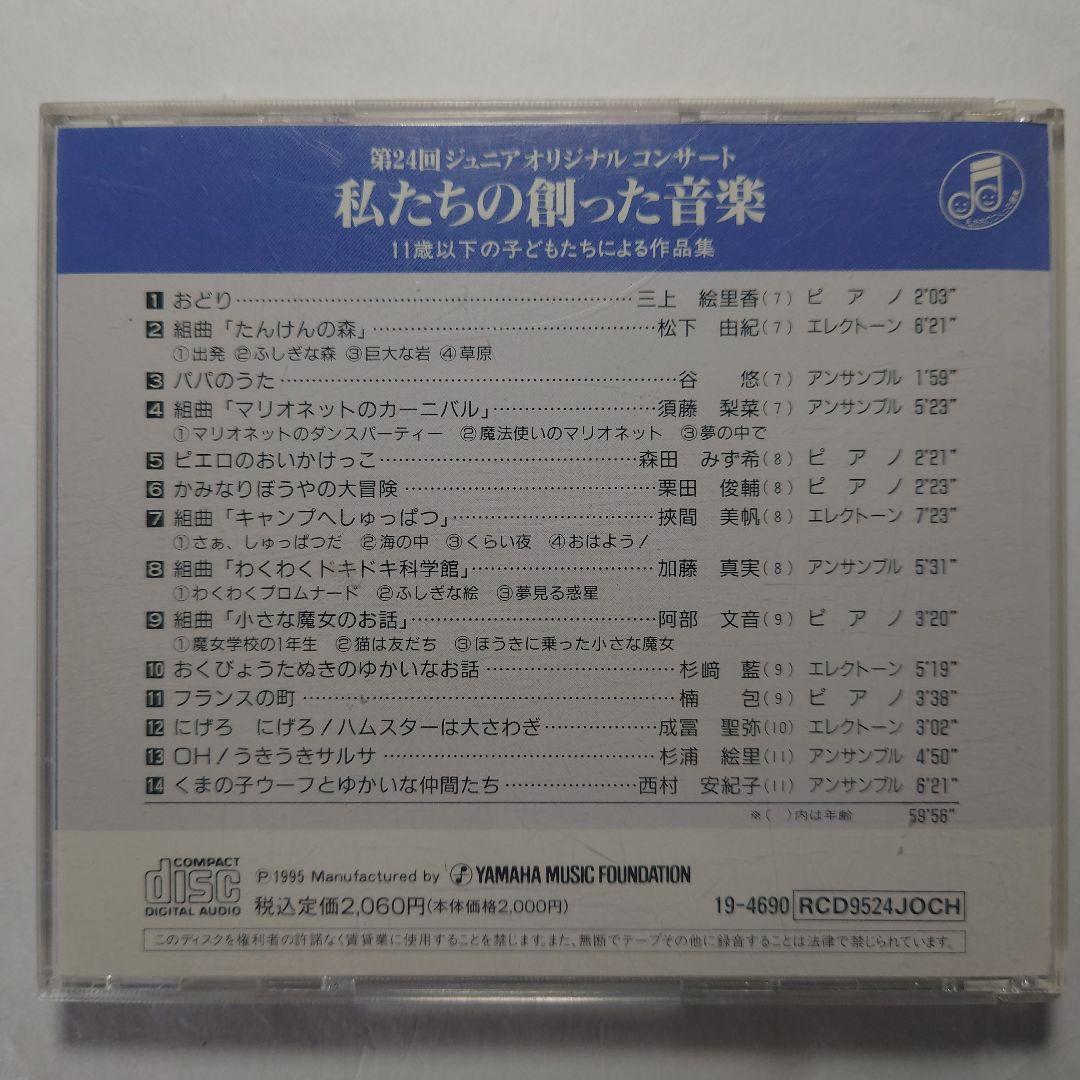 第24回 ジュニア オリジナル コンサート
私たちの創った音楽
11歳以下の子どもたちによる作品集
1 おどり……三上 絵里香(7) ピアノ 2'03"
2 組曲「たんけんの森」……松下 由紀(7) エレクトーン 6'21"
①出発 ②ふしぎな森 ③巨大な岩 ④草原
3 パパのうた……谷 悠(7) アンサンブル 1'59"
4 組曲「マリオネットのカーニバル」……須藤 梨菜(7) アンサンブル 5'23"
①マリオネットのダンスパーティー ②魔法使いのマリオネット ③夢の中で
5 ピエロのおいかけっこ……森田 みず希(8) ピアノ 2'21"
6 かみなりぼうやの大冒険……栗田 俊輔(8) ピアノ 2'23"
7 組曲「キャンプへしゅっぱつ」……挾間 美帆(8) エレクトーン 7'23"
①さぁ、しゅっぱつだ ②海の中 ③くらい夜 ④おはよう!
8 組曲「わくわくドキドキ科学館」……加藤 真実(8) アンサンブル 5'31"
①わくわくプロムナード ②ふしぎな絵 ③夢見る惑星
9 組曲「小さな魔女のお話」……阿部 文音(9) ピアノ 3'20"
①魔女学校の1年生 ②猫は友だち ③ほうきに乗った小さな魔女
10 おくびょうたぬきのゆかいなお話……杉﨑 藍(9) エレクトーン 5'19"
11 フランスの町……楠 包(9) ピアノ 3'38"
12 にげろ にげろ!ハムスターは大さわぎ……成冨 聖弥(10) エレクトーン 3'02"
13 OH!うきうきサルサ……杉浦 絵里(11) アンサンブル 4'50"
14 くまの子ウーフとゆかいな仲間たち……西村 安紀子(11) アンサンブル 6'21"
※( )内は年齢 59'56"
COMPACT disc DIGITAL AUDIO
Ⓟ1995 Manufactured by YAMAHA MUSIC FOUNDATION
税込定価2,060円(本体価格2,000円) 19-4690 RCD9524JOCH
このディスクを権利者の許諾なく賃貸業に使用することを禁じます。また、無断でテープその他に録音することは法律で禁じられています。